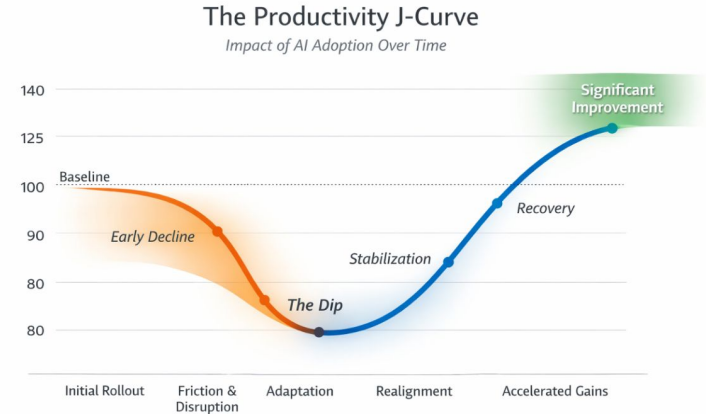 The Productivity J-Curve
Impact of AI Adoption Over Time
140
Significant
Improvement
125
Baseline
100
Recovery
90
Early Decline
Stabilization
80
The Dip
80
Initial Rollout
Friction &
Disruption
Adaptation
Realignment
Accelerated Gains